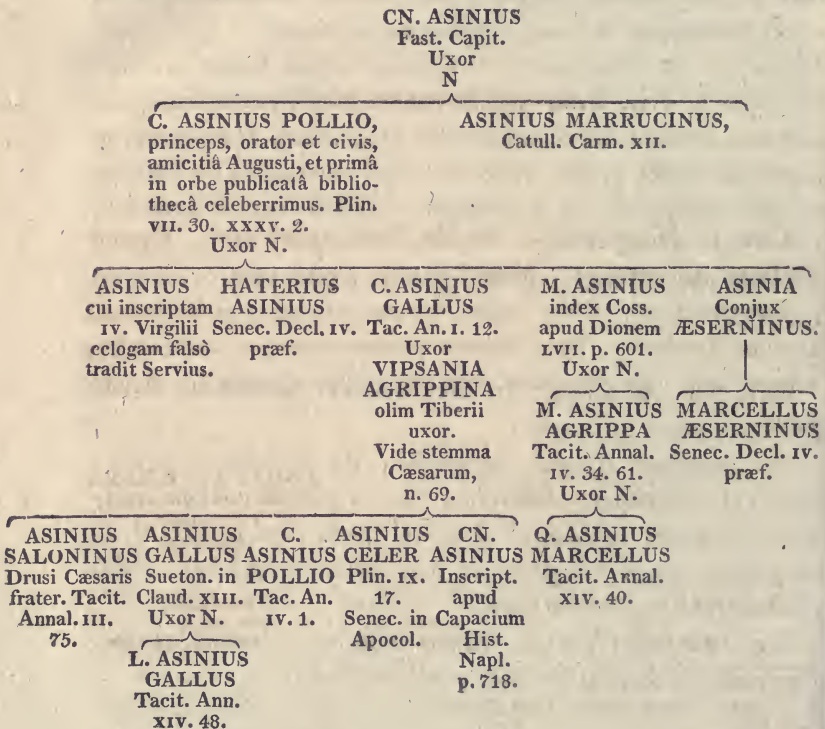 CN. ASINIUS
Fast. Capit.
Uxor
N
C. ASINIUS POLLIO,
princeps, orator et civis,
amicitiâ Augusti, et primâ
in orbe publicatâ biblio-
thecâ celeberrimus. Plin.
VII. 30. XXXV. 2.
Uxor N.
ASINIUS MARRUCINUS,
Catull. Carm. XII.
ASINIUS
cui inscriptam
IV. Virgilii
eclogam falsò
tradit Servius.
HATERIUS
ASINIUS
Senec. Decl. IV.
præf.
C. ASINIUS
GALLUS
Tac. An. I. 12.
Uxor
VIPSANIA
AGRIPPINA
olim Tiberii
uxor.
Vide stemma
Cæsarum,
n. 69.
M. ASINIUS
index Coss.
apud Dionem
LVII. p. 601.
Uxor N.
M. ASINIUS
AGRIPPA
Tacit. Annal.
IV. 34. 61.
Uxor N.
ASINIA
Conjux
ÆSERNINUS.
MARCELLUS
ÆSERNINUS
Senec. Decl. IV.
præf.
ASINIUS
SALONINUS
Drusi Cæsaris
frater. Tacit.
Annal. III.
75.
ASINIUS
GALLUS
Sueton. in
Claud. XIII.
Uxor N.
L. ASINIUS
GALLUS
Tacit. Ann.
XIV. 48.
C.
ASINIUS
POLLIO
Tac. An.
IV. 1.
ASINIUS
CELER
Plin. IX.
17.
Senec. in
Apocol.
CN.
ASINIUS
Inscript.
apud
Capacium
Hist.
Napl.
p. 718.
Q. ASINIUS
MARCELLUS
Tacit. Annal.
XIV. 40.